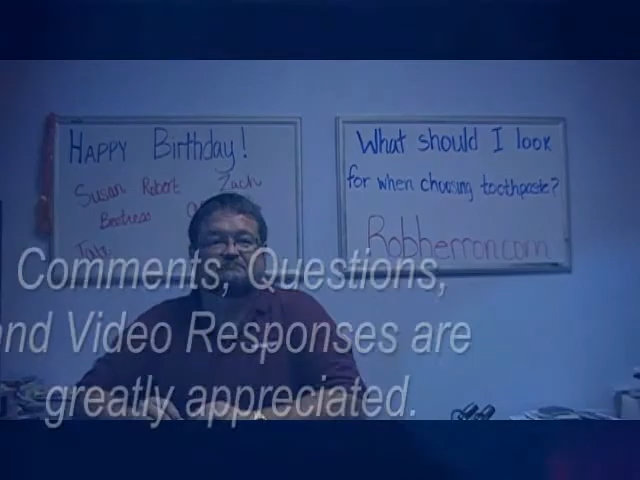 HAPPY Birthday!
Susan Robert Zach
What should I look
for when choosing toothpaste?
Robherron.com
Comments, Questions,
and Video Responses are
greatly appreciated.